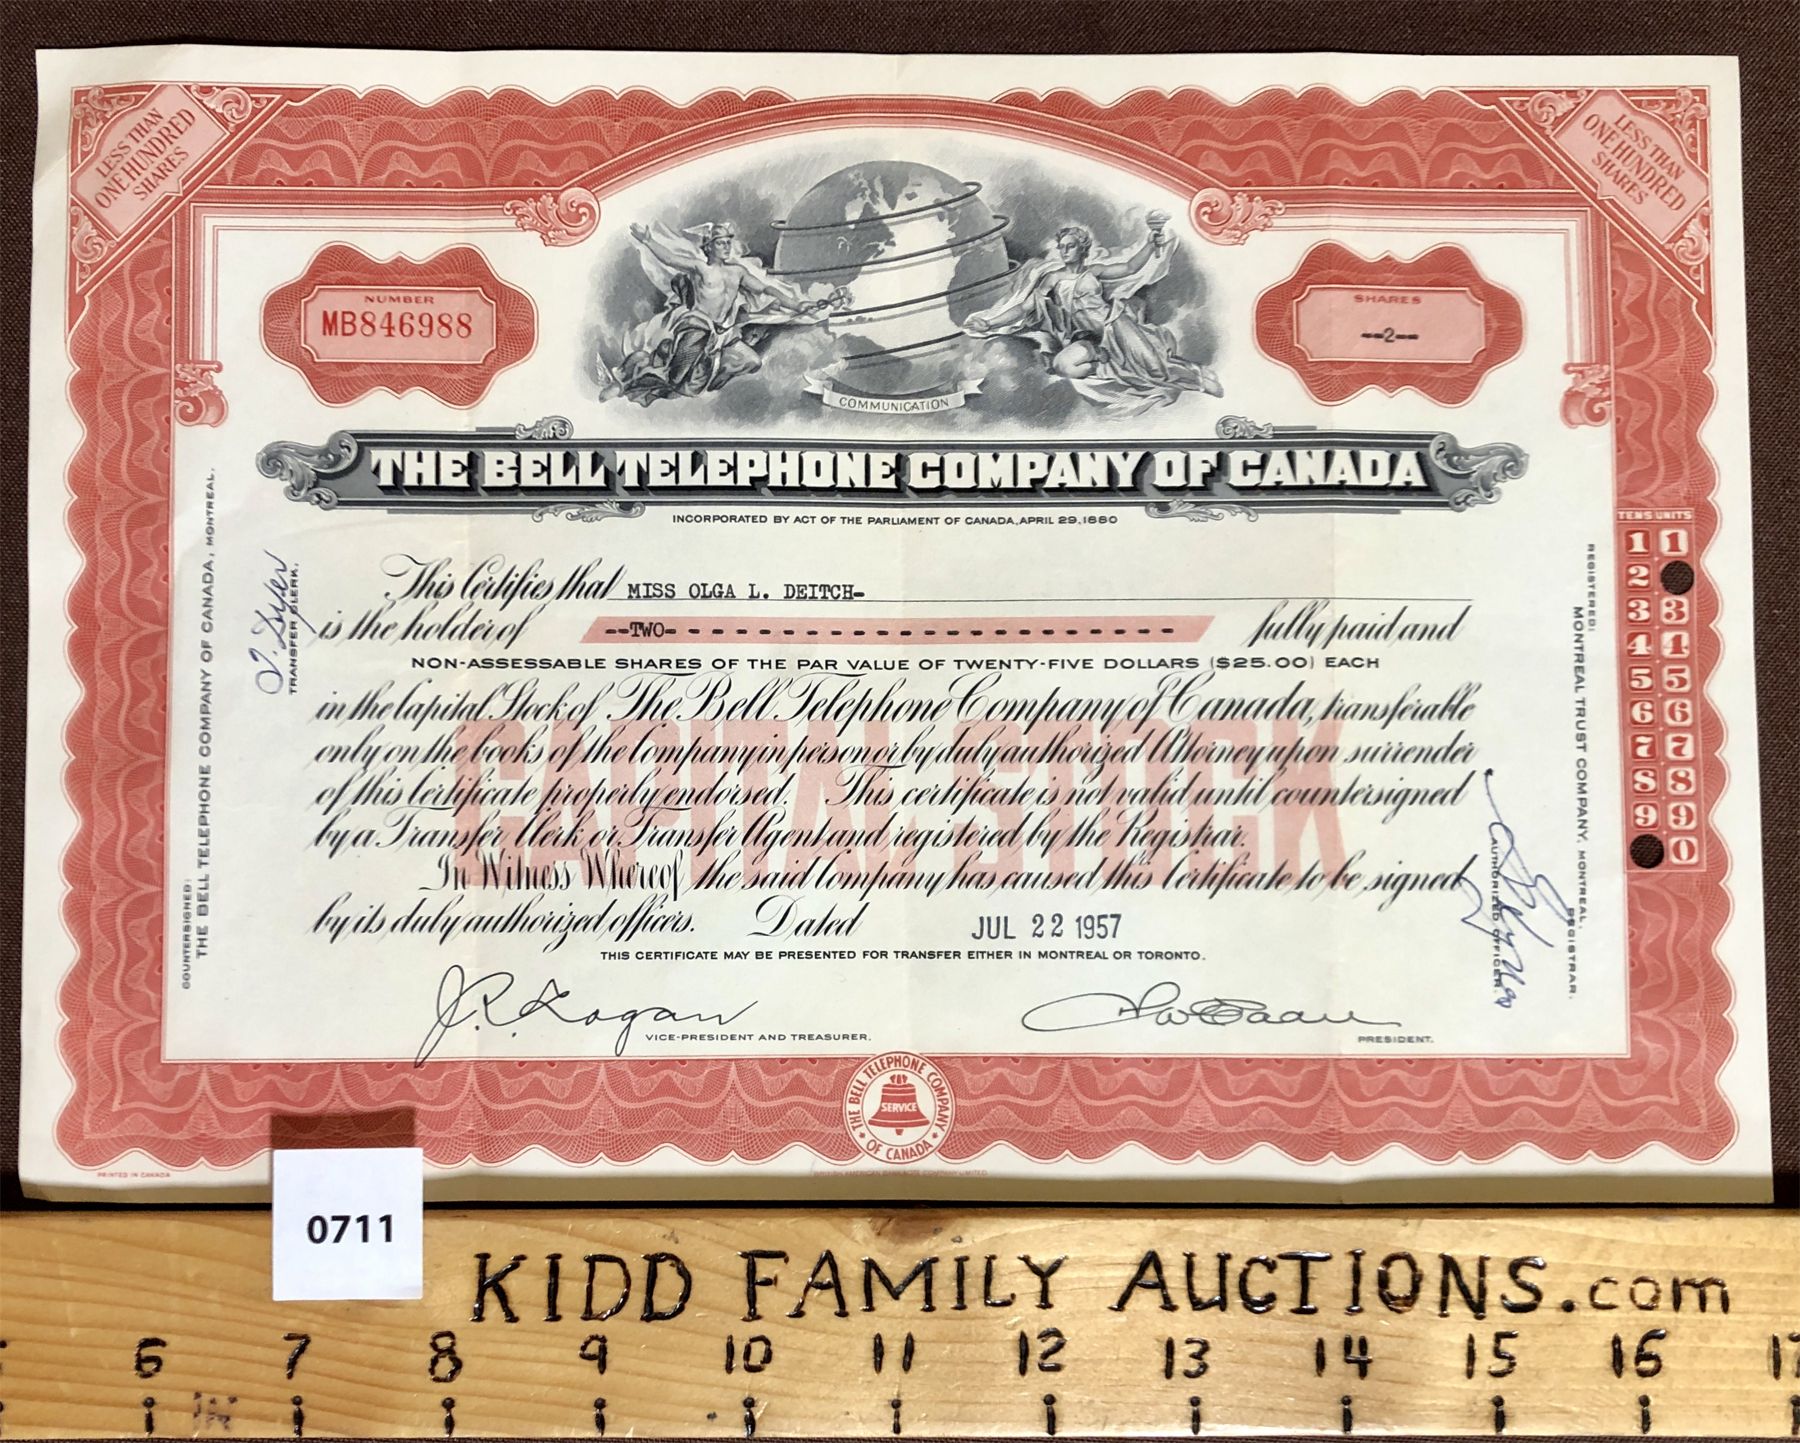 LESS THAN
ONE HUNDRED
SHARES
LESS THAN
ONE HUNDRED
SHARES
NUMBER
MB846988
SHARES
--2--
COMMUNICATION
THE BELL TELEPHONE COMPANY OF CANADA
INCORPORATED BY ACT OF THE PARLIAMENT OF CANADA, APRIL 29, 1880
This Certifies that MISS OLGA L. DEITCH-
is the holder of --TWO- - - - - - - - - - - - - - - - - - - - - - - - - - - fully paid and
NON-ASSESSABLE SHARES OF THE PAR VALUE OF TWENTY-FIVE DOLLARS ($25.00) EACH
in the Capital Stock of The Bell Telephone Company of Canada, transferable
only on the books of the Company in person or by duly authorized Attorney upon surrender
of this Certificate properly endorsed. This certificate is not valid until countersigned
by a Transfer Clerk or Transfer Agent and registered by the Registrar.
In Witness Whereof the said Company has caused this Certificate to be signed
by its duly authorized officers. Dated JUL 22 1957
CAPITAL STOCK
THIS CERTIFICATE MAY BE PRESENTED FOR TRANSFER EITHER IN MONTREAL OR TORONTO.
VICE-PRESIDENT AND TREASURER.
PRESIDENT.
COUNTERSIGNED:
THE BELL TELEPHONE COMPANY OF CANADA, MONTREAL.
TRANSFER CLERK.
REGISTERED:
MONTREAL TRUST COMPANY, MONTREAL,
REGISTRAR.
AUTHORIZED OFFICER.
TENS UNITS
1 1
2
3 3
4 4
5 5
6 6
7 7
8 8
9 9
0
THE BELL TELEPHONE COMPANY
OF CANADA
SERVICE
PRINTED IN CANADA
BRITISH AMERICAN BANK NOTE COMPANY LIMITED
0711
KIDD FAMILY AUCTIONS.com
6 7 8 9 10 11 12 13 14 15 16 17
IN